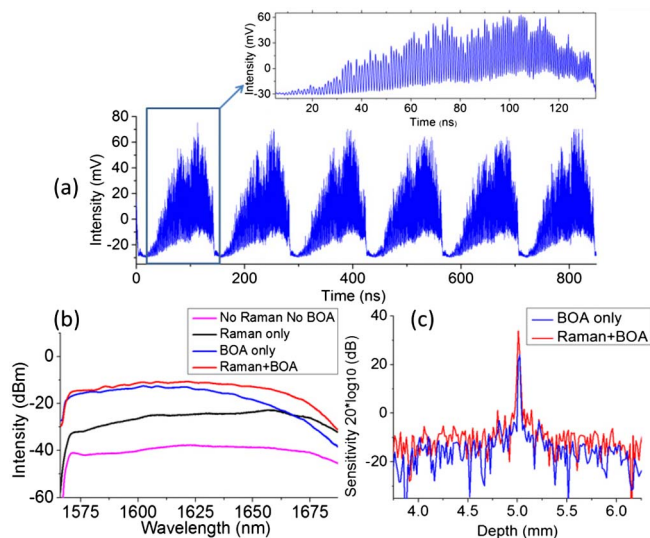 60
30
0
-30
Intensity (mV)
20 40 60 80 100 120
Time (ns)
(a)
80
60
40
20
0
-20
Intensity (mV)
0 200 400 600 800
Time (ns)
(b)
No Raman No BOA
Raman only
BOA only
Raman+BOA
0
-20
-40
-60
Intensity (dBm)
1575 1600 1625 1650 1675
Wavelength (nm)
(c)
BOA only
Raman+BOA
40
20
0
-20
Sensitivity 20*log10 (dB)
4.0 4.5 5.0 5.5 6.0
Depth (mm)